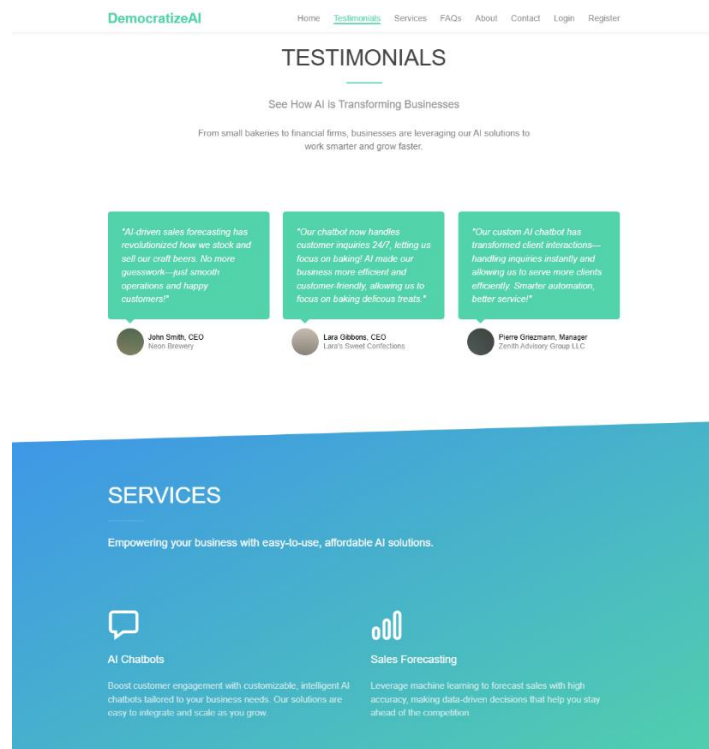 DemocratizeAI
Home Testimonials Services FAQs About Contact Login Register
TESTIMONIALS
See How AI is Transforming Businesses
From small bakeries to financial firms, businesses are leveraging our AI solutions to
work smarter and grow faster.
"AI-driven sales forecasting has
revolutionized how we stock and
sell our craft beers. No more
guesswork—just smooth
operations and happy
customers!"
John Smith, CEO
Neon Brewery
"Our chatbot now handles
customer inquiries 24/7, letting us
focus on baking! AI made our
business more efficient and
customer-friendly, allowing us to
focus on baking delicous treats."
Lara Gibbons, CEO
Lara's Sweet Confections
"Our custom AI chatbot has
transformed client interactions—
handling inquiries instantly and
allowing us to serve more clients
efficiently. Smarter automation,
better service!"
Pierre Griezmann, Manager
Zenith Advisory Group LLC
SERVICES
Empowering your business with easy-to-use, affordable AI solutions.
AI Chatbots
Boost customer engagement with customizable, intelligent AI
chatbots tailored to your business needs. Our solutions are
easy to integrate and scale as you grow.
Sales Forecasting
Leverage machine learning to forecast sales with high
accuracy, making data-driven decisions that help you stay
ahead of the competition.